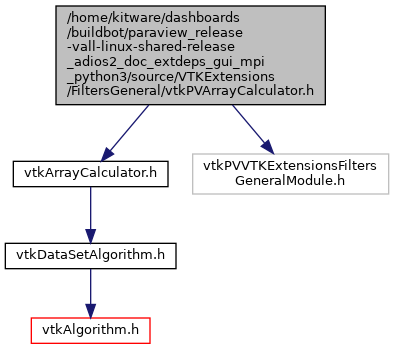 /home/kitware/dashboards
/buildbot/paraview_release
-vall-linux-shared-release
_adios2_doc_extdeps_gui_mpi
_python3/source/VTKExtensions
/FiltersGeneral/vtkPVArrayCalculator.h
vtkArrayCalculator.h
vtkPVVTKExtensionsFilters
GeneralModule.h
vtkDataSetAlgorithm.h
vtkAlgorithm.h